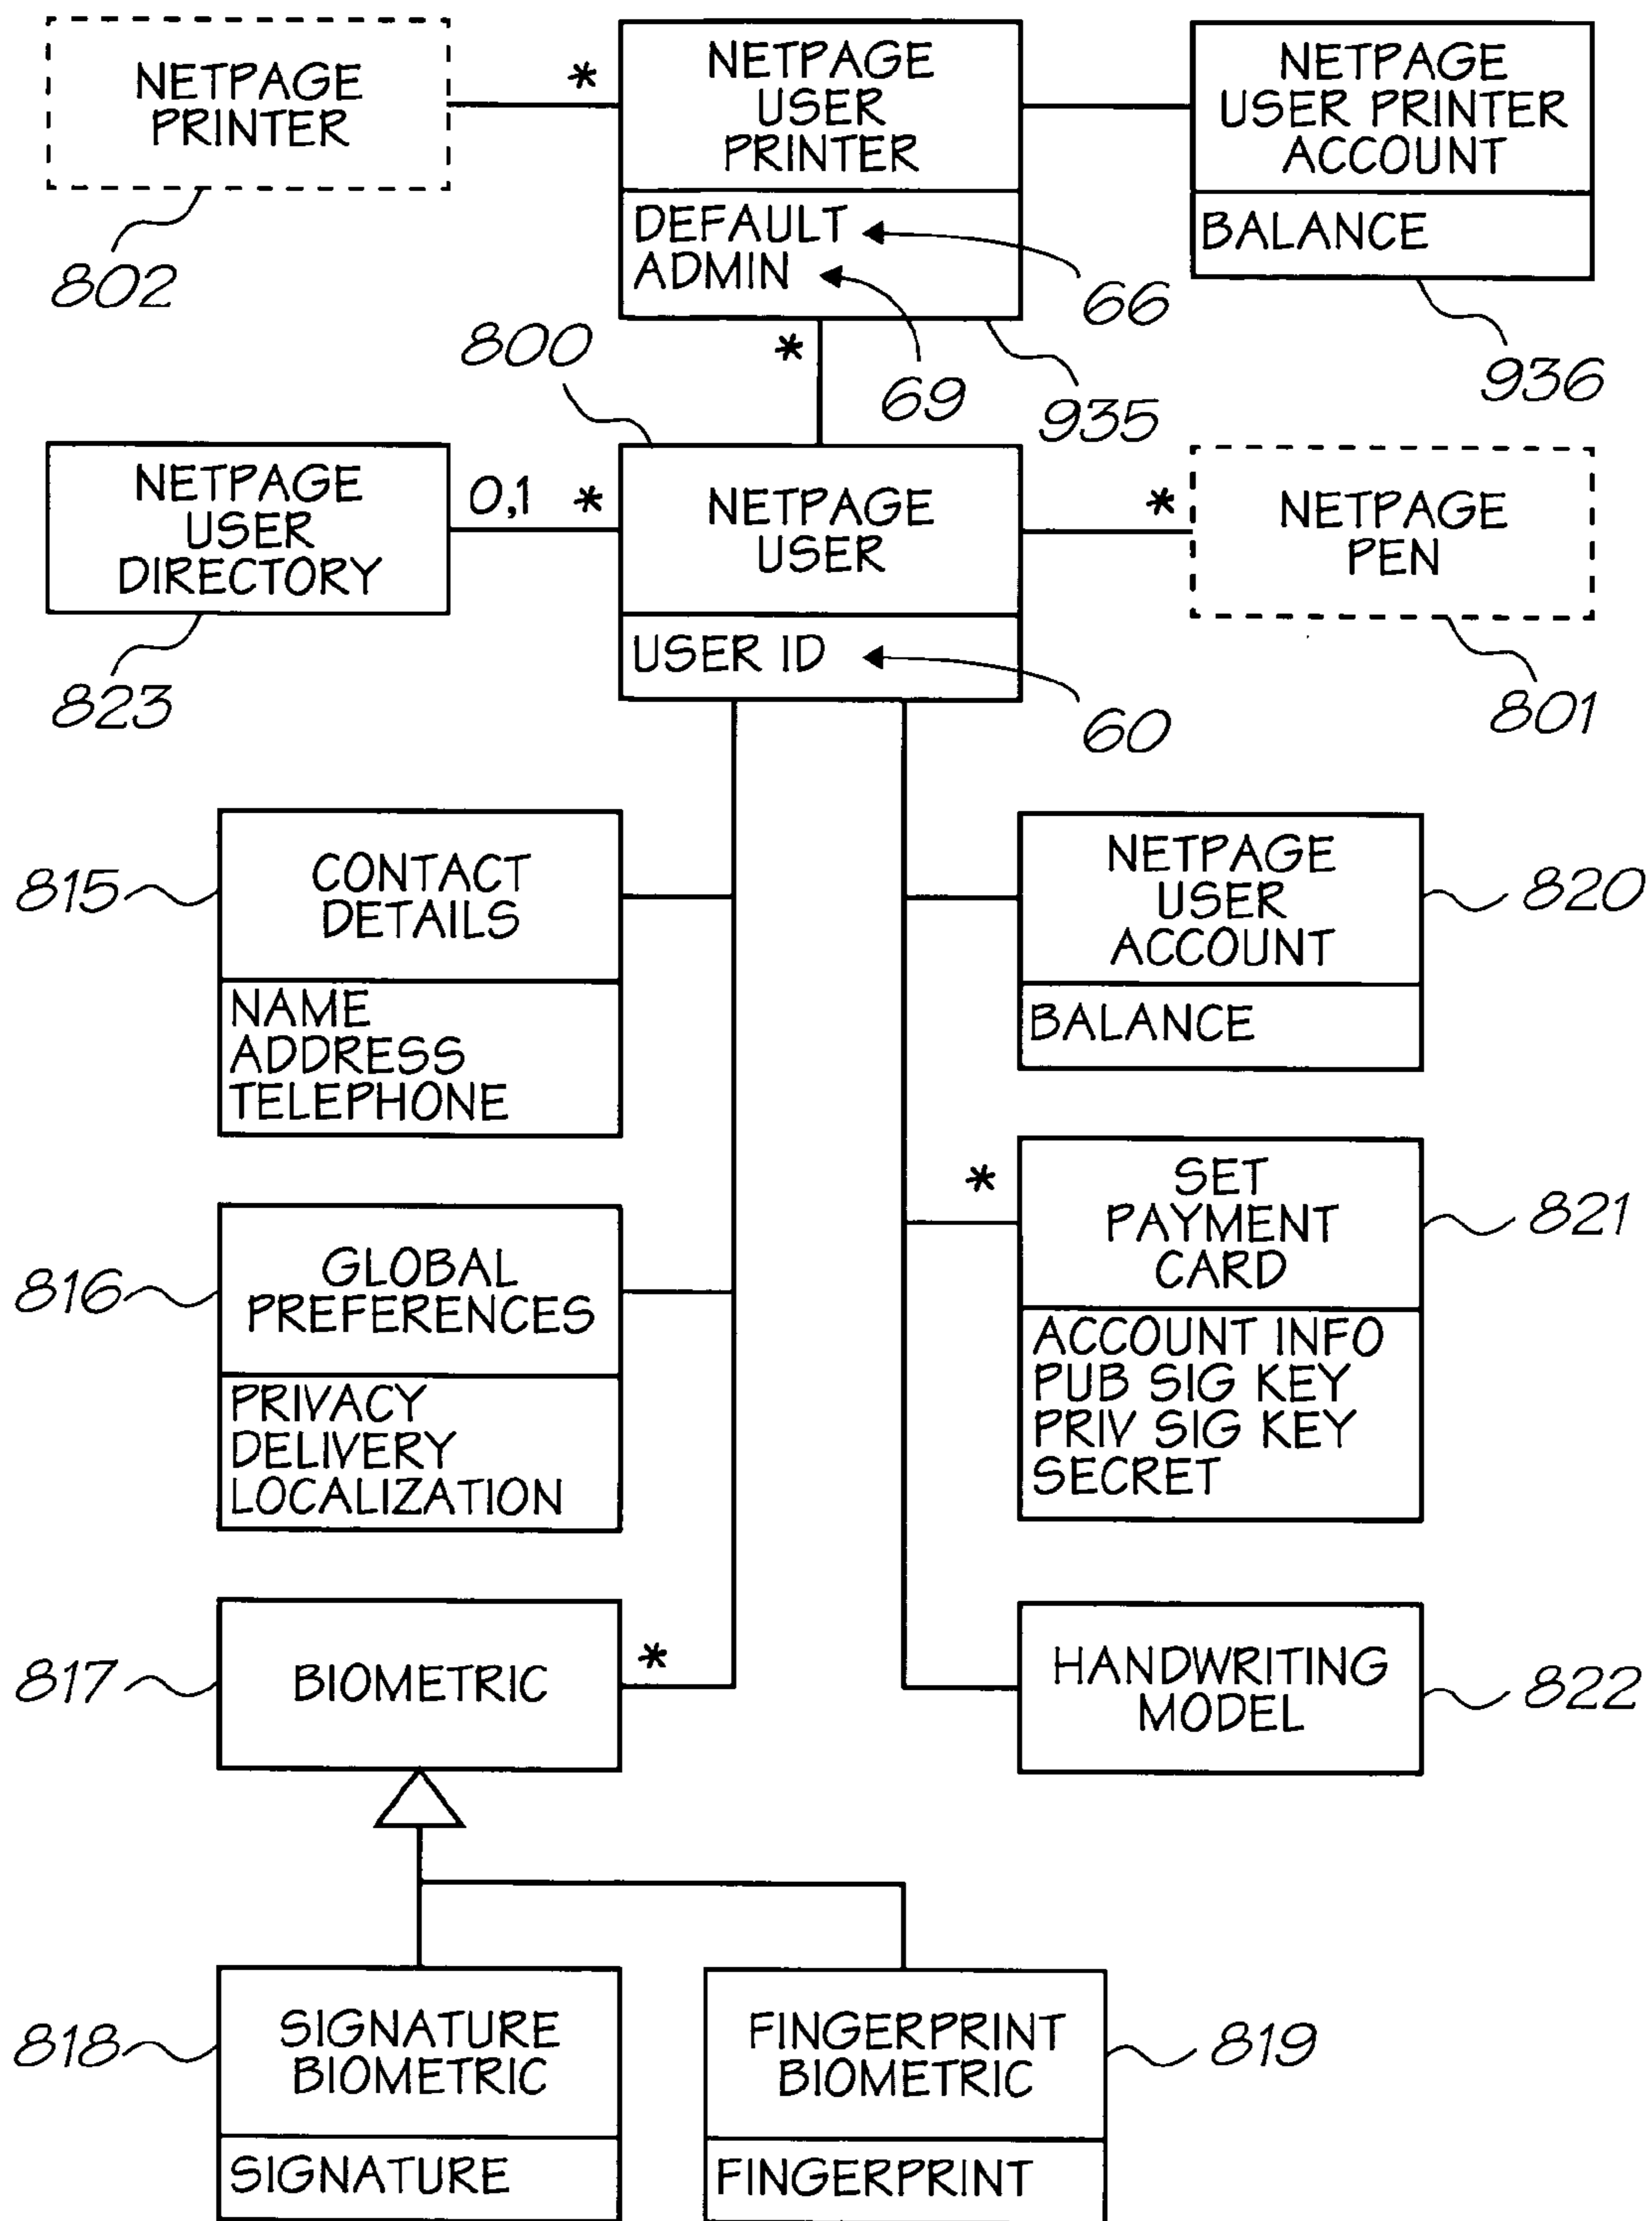 NETPAGE
PRINTER
802
*
NETPAGE
USER
PRINTER
DEFAULT
ADMIN
66
69
935
NETPAGE
USER PRINTER
ACCOUNT
BALANCE
936
*
800
NETPAGE
USER
DIRECTORY
823
0,1 *
NETPAGE
USER
USER ID
60
*
NETPAGE
PEN
801
815
CONTACT
DETAILS
NAME
ADDRESS
TELEPHONE
NETPAGE
USER
ACCOUNT
BALANCE
820
816
GLOBAL
PREFERENCES
PRIVACY
DELIVERY
LOCALIZATION
*
SET
PAYMENT
CARD
ACCOUNT INFO
PUB SIG KEY
PRIV SIG KEY
SECRET
821
817
BIOMETRIC
*
HANDWRITING
MODEL
822
818
SIGNATURE
BIOMETRIC
SIGNATURE
FINGERPRINT
BIOMETRIC
FINGERPRINT
819